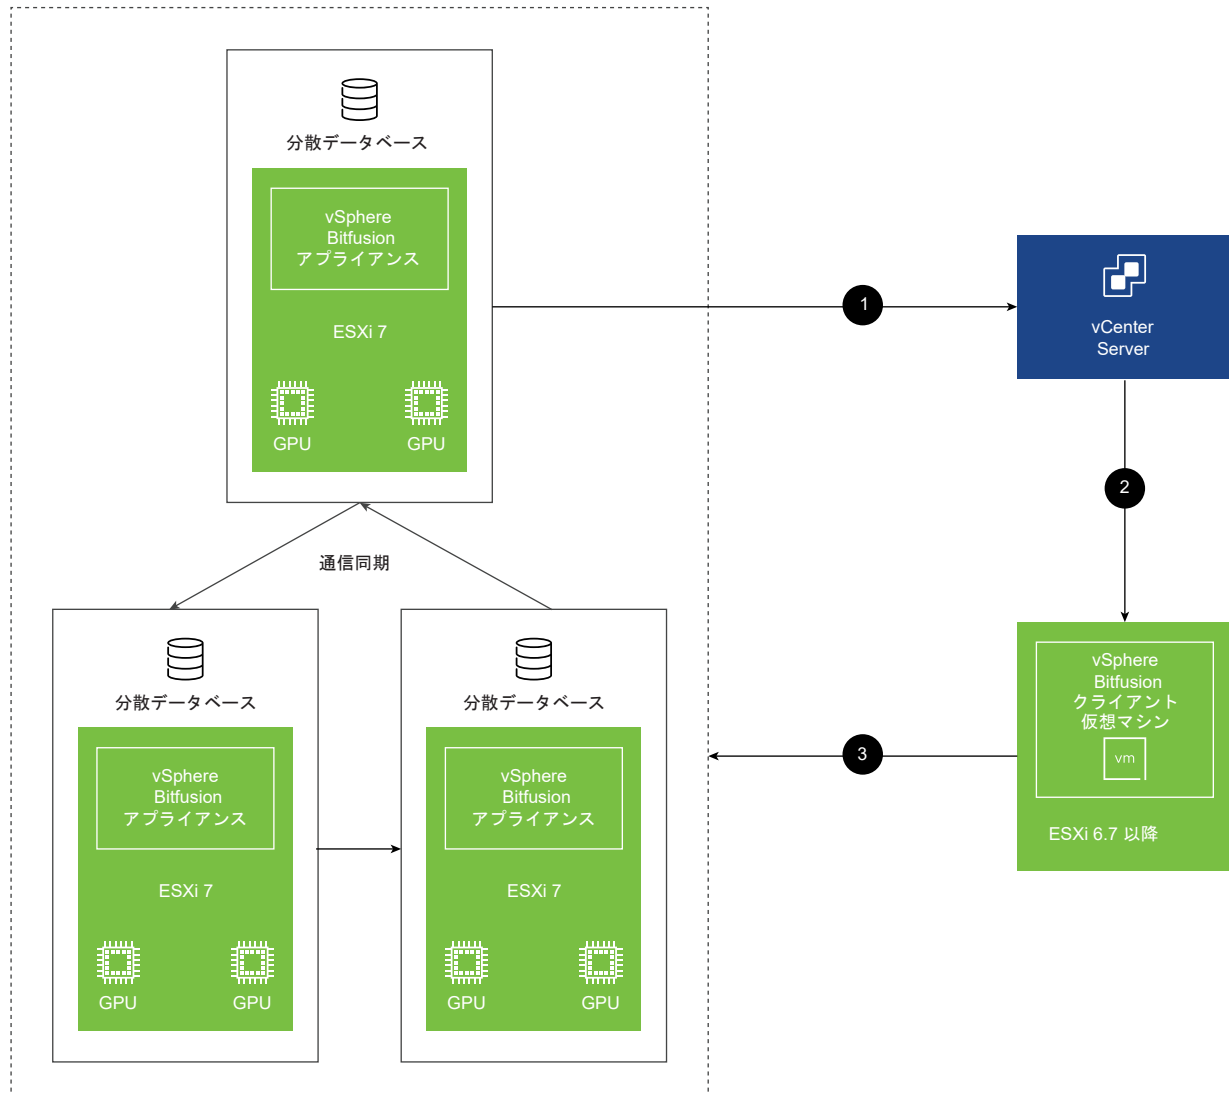 分散データベース
vSphere
Bitfusion
アプライアンス
ESXi 7
GPU
GPU
1
vCenter
Server
2
通信同期
分散データベース
vSphere
Bitfusion
アプライアンス
ESXi 7
GPU
GPU
分散データベース
vSphere
Bitfusion
アプライアンス
ESXi 7
GPU
GPU
3
vSphere
Bitfusion
クライアント
仮想マシン
vm
ESXi 6.7 以降